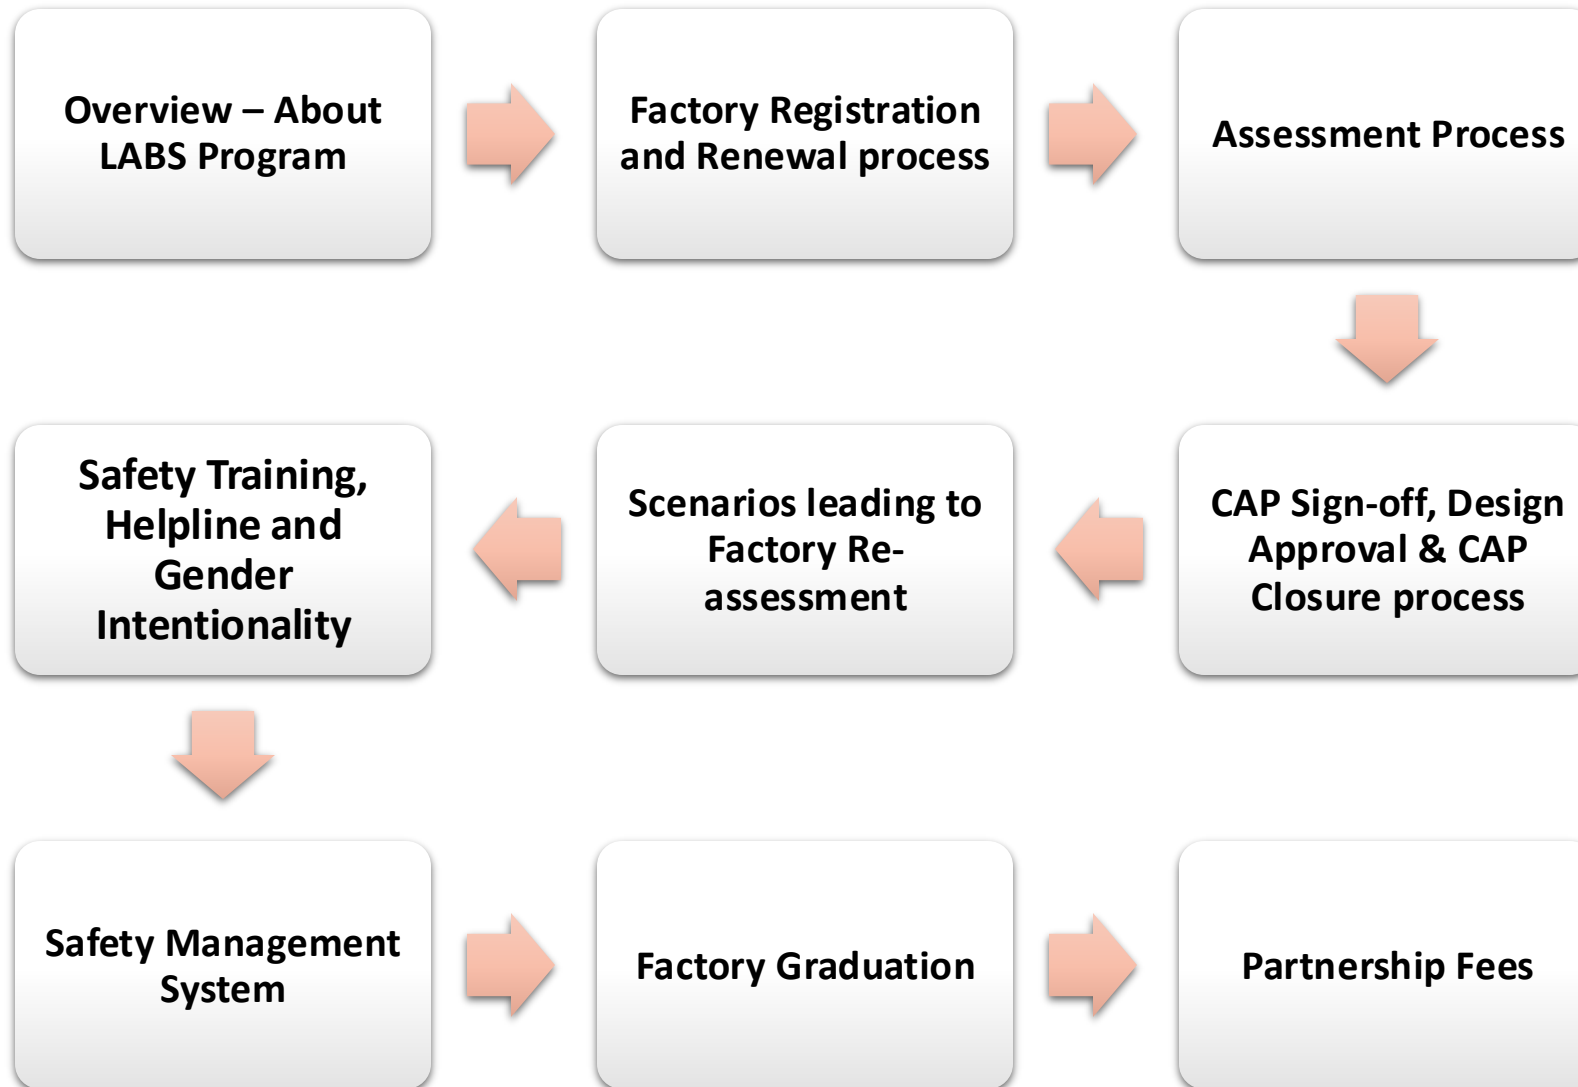 Overview – About
LABS Program
Factory Registration
and Renewal process
Assessment Process
CAP Sign-off, Design
Approval & CAP
Closure process
Scenarios leading to
Factory Re-
assessment
Safety Training,
Helpline and
Gender
Intentionality
Safety Management
System
Factory Graduation
Partnership Fees